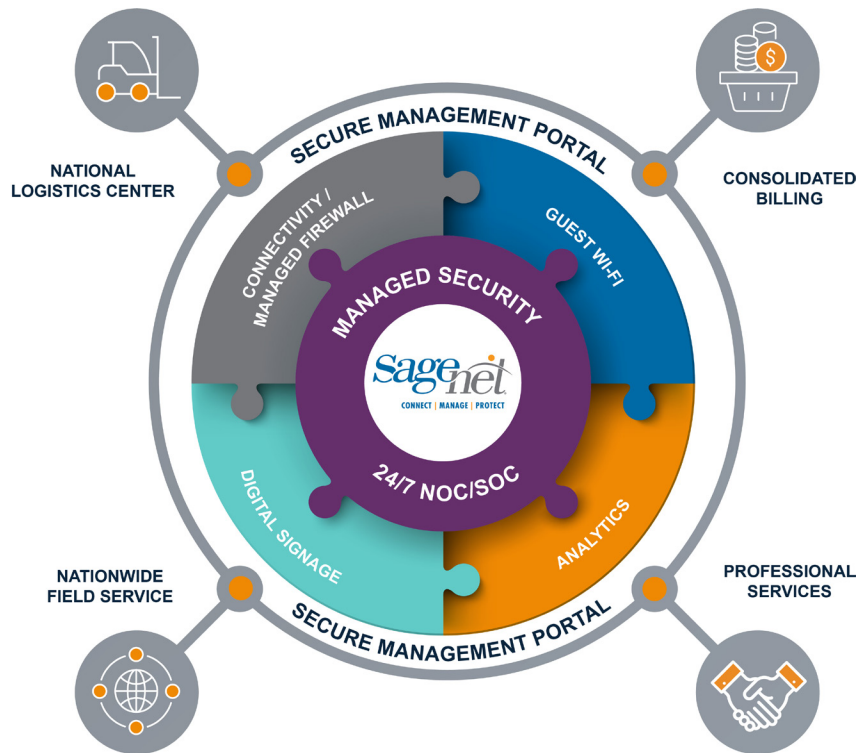 SECURE MANAGEMENT PORTAL
NATIONAL
LOGISTICS CENTER
CONSOLIDATED
BILLING
CONNECTIVITY /
MANAGED FIREWALL
GUEST WI-FI
MANAGED SECURITY
$
Sagenet
CONNECT | MANAGE | PROTECT
24/7 NOC/SOC
DIGITAL SIGNAGE
ANALYTICS
NATIONWIDE
FIELD SERVICE
PROFESSIONAL
SERVICES
SECURE MANAGEMENT PORTAL